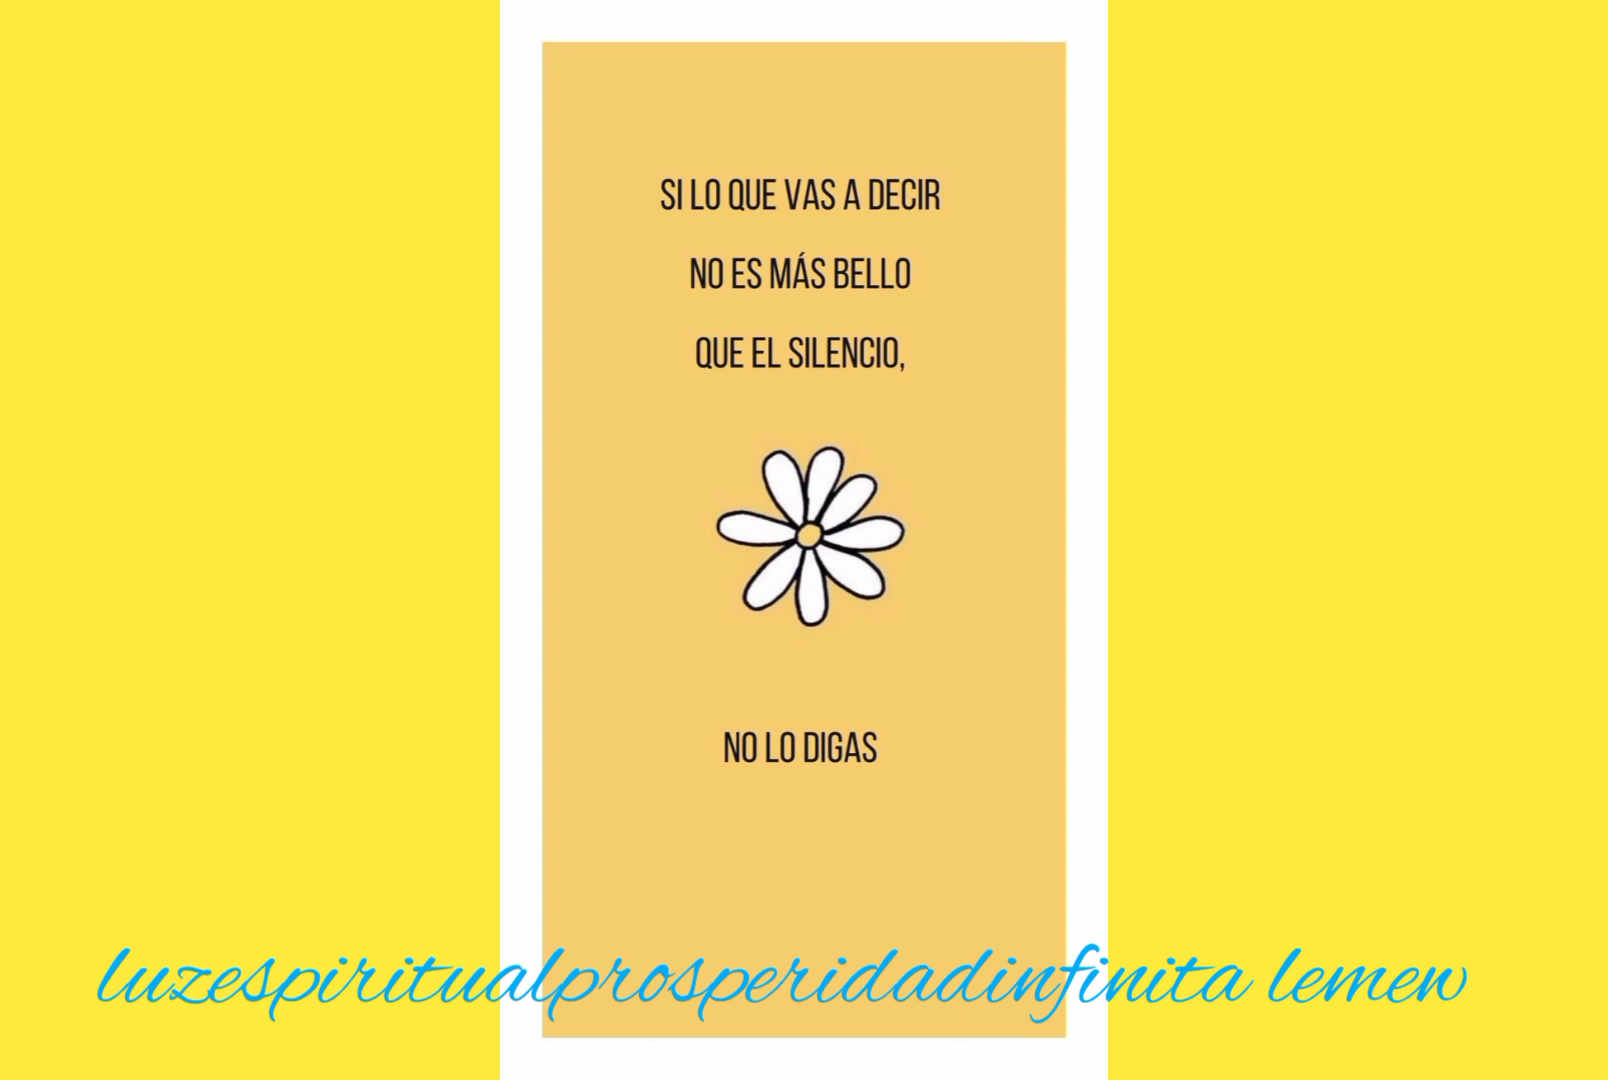 SI LO QUE VAS A DECIR
NO ES MÁS BELLO
QUE EL SILENCIO,
NO LO DIGAS
luzespiritualprosperidadinfinita lemew